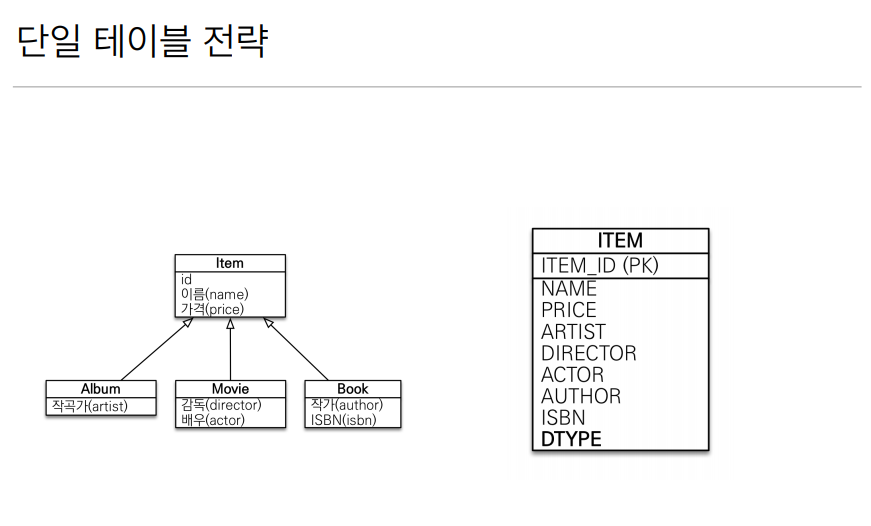 단일 테이블 전략
Item
id
이름(name)
가격(price)
Album
작곡가(artist)
Movie
감독(director)
배우(actor)
Book
작가(author)
ISBN(isbn)
ITEM
ITEM_ID (PK)
NAME
PRICE
ARTIST
DIRECTOR
ACTOR
AUTHOR
ISBN
DTYPE